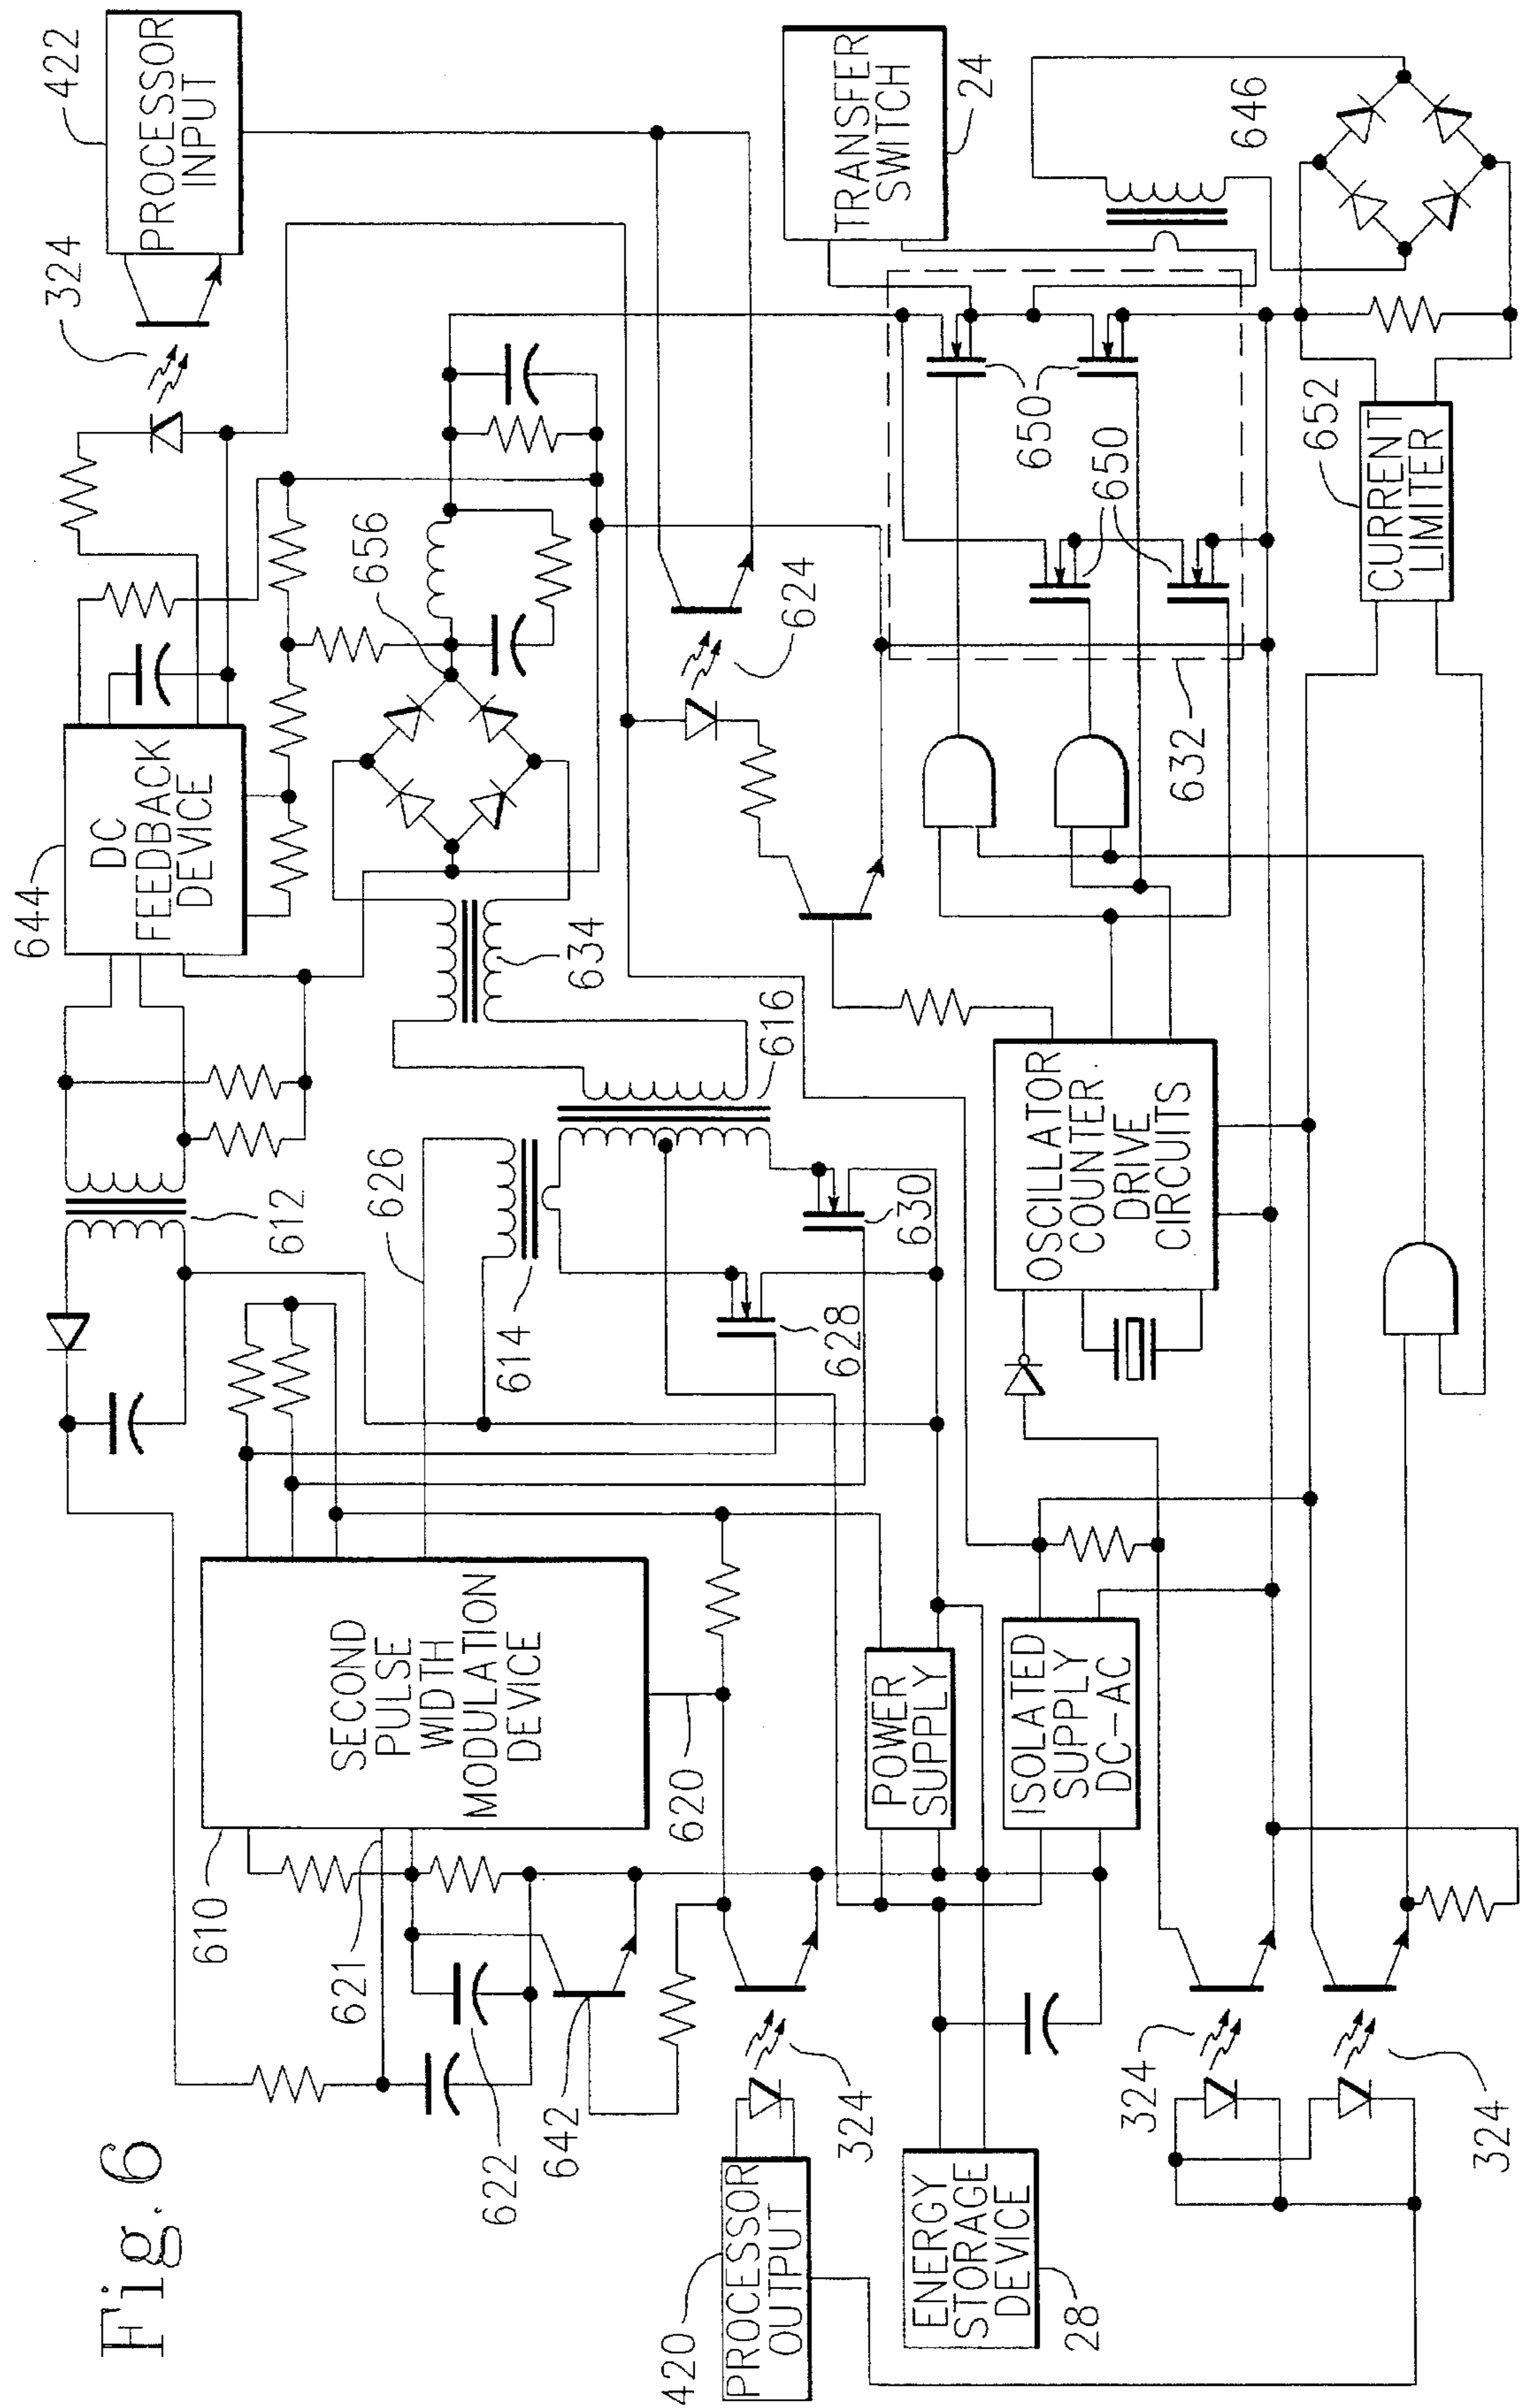 Fig. 6
644
DC
FEEDBACK
DEVICE
324
422
PROCESSOR
INPUT
612
626
634
656
610
SECOND
PULSE
WIDTH
MODULATION
DEVICE
614
616
621
622
642
620
628
630
624
TRANSFER
SWITCH
24
650
650
646
632
420
PROCESSOR
OUTPUT
324
POWER
SUPPLY
ENERGY
STORAGE
DEVICE
28
ISOLATED
SUPPLY
DC-AC
OSCILLATOR
COUNTER
DRIVE
CIRCUITS
652
CURRENT
LIMITER
324
324